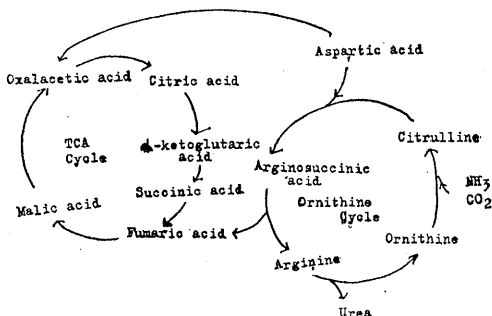 Aspartic acid
Oxalacetic acid
Citric acid
Citrulline
TCA
Cycle
α-ketoglutaric
acid
Arginosuccinic
acid
NH3
CO2
Succinic acid
Ornithine
Cycle
Malic acid
Fumaric acid
Ornithine
Arginine
Urea